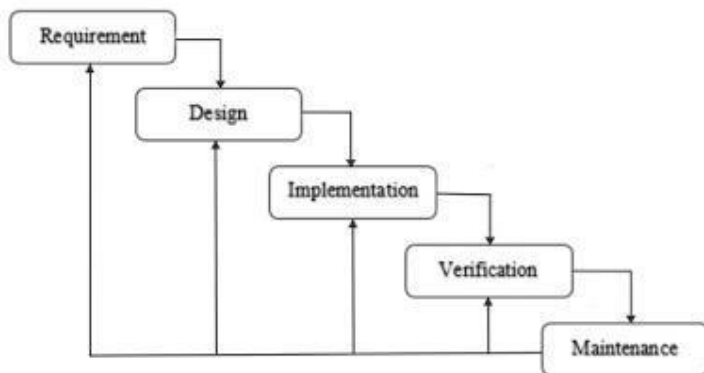 Requirement
Design
Implementation
Verification
Maintenance